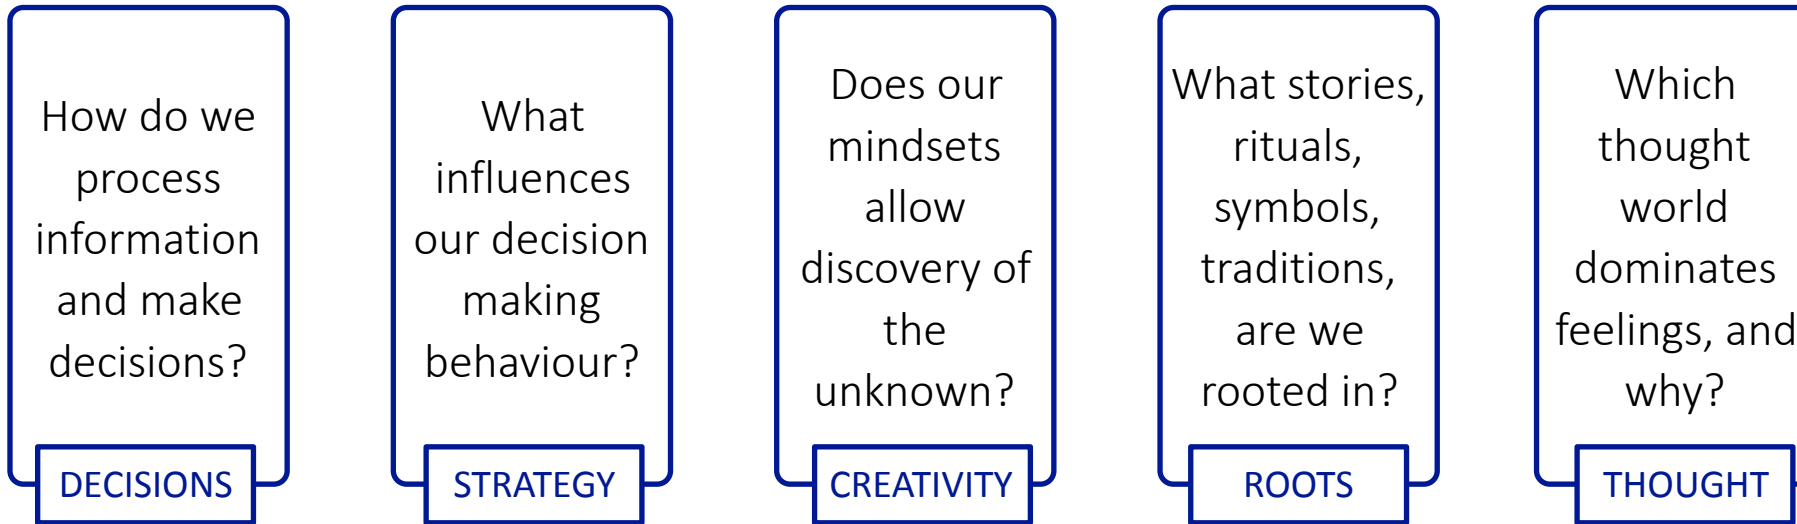 How do we
process
information
and make
decisions?
DECISIONS
What
influences
our decision
making
behaviour?
STRATEGY
Does our
mindsets
allow
discovery of
the
unknown?
CREATIVITY
What stories,
rituals,
symbols,
traditions,
are we
rooted in?
ROOTS
Which
thought
world
dominates
feelings, and
why?
THOUGHT